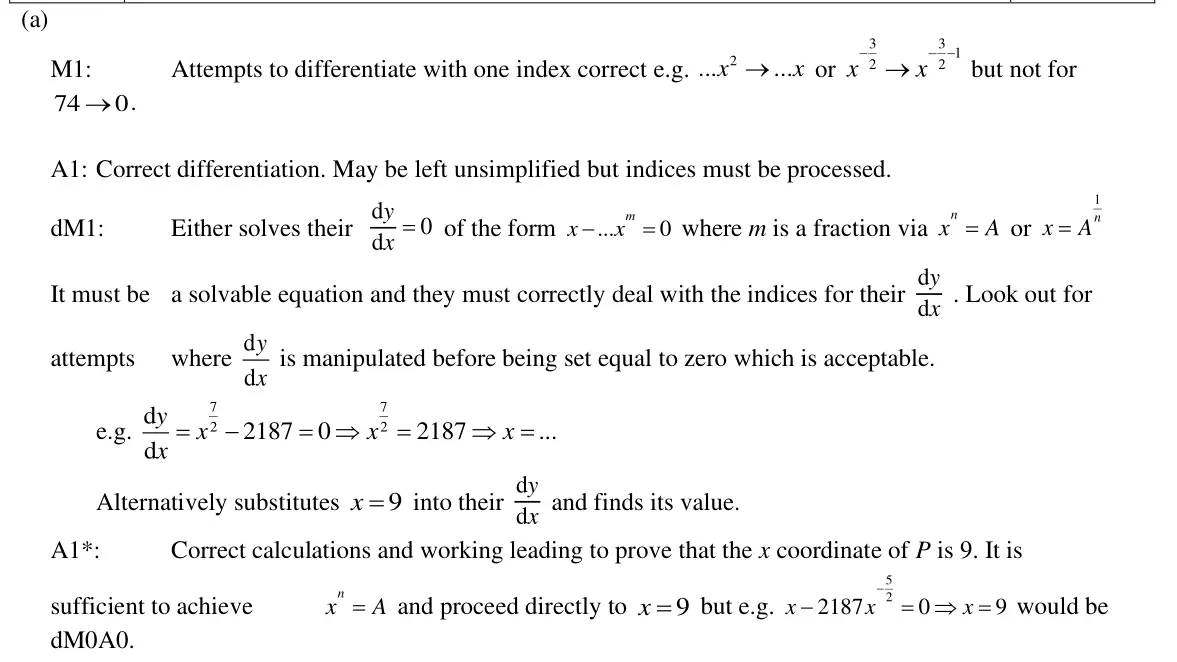 (a)
M1: Attempts to differentiate with one index correct e.g. ...x² → ...x or x^(-3/2) → x^(-3/2-1) but not for
74 → 0.
A1: Correct differentiation. May be left unsimplified but indices must be processed.
dM1: Either solves their dy/dx = 0 of the form x − ...x^m = 0 where m is a fraction via x^n = A or x = A^(1/n)
It must be a solvable equation and they must correctly deal with the indices for their dy/dx . Look out for
attempts where dy/dx is manipulated before being set equal to zero which is acceptable.
e.g. dy/dx = x^(7/2) − 2187 = 0 ⇒ x^(7/2) = 2187 ⇒ x = ...
Alternatively substitutes x = 9 into their dy/dx and finds its value.
A1*: Correct calculations and working leading to prove that the x coordinate of P is 9. It is
sufficient to achieve x^n = A and proceed directly to x = 9 but e.g. x − 2187x^(-5/2) = 0 ⇒ x = 9 would be
dM0A0.